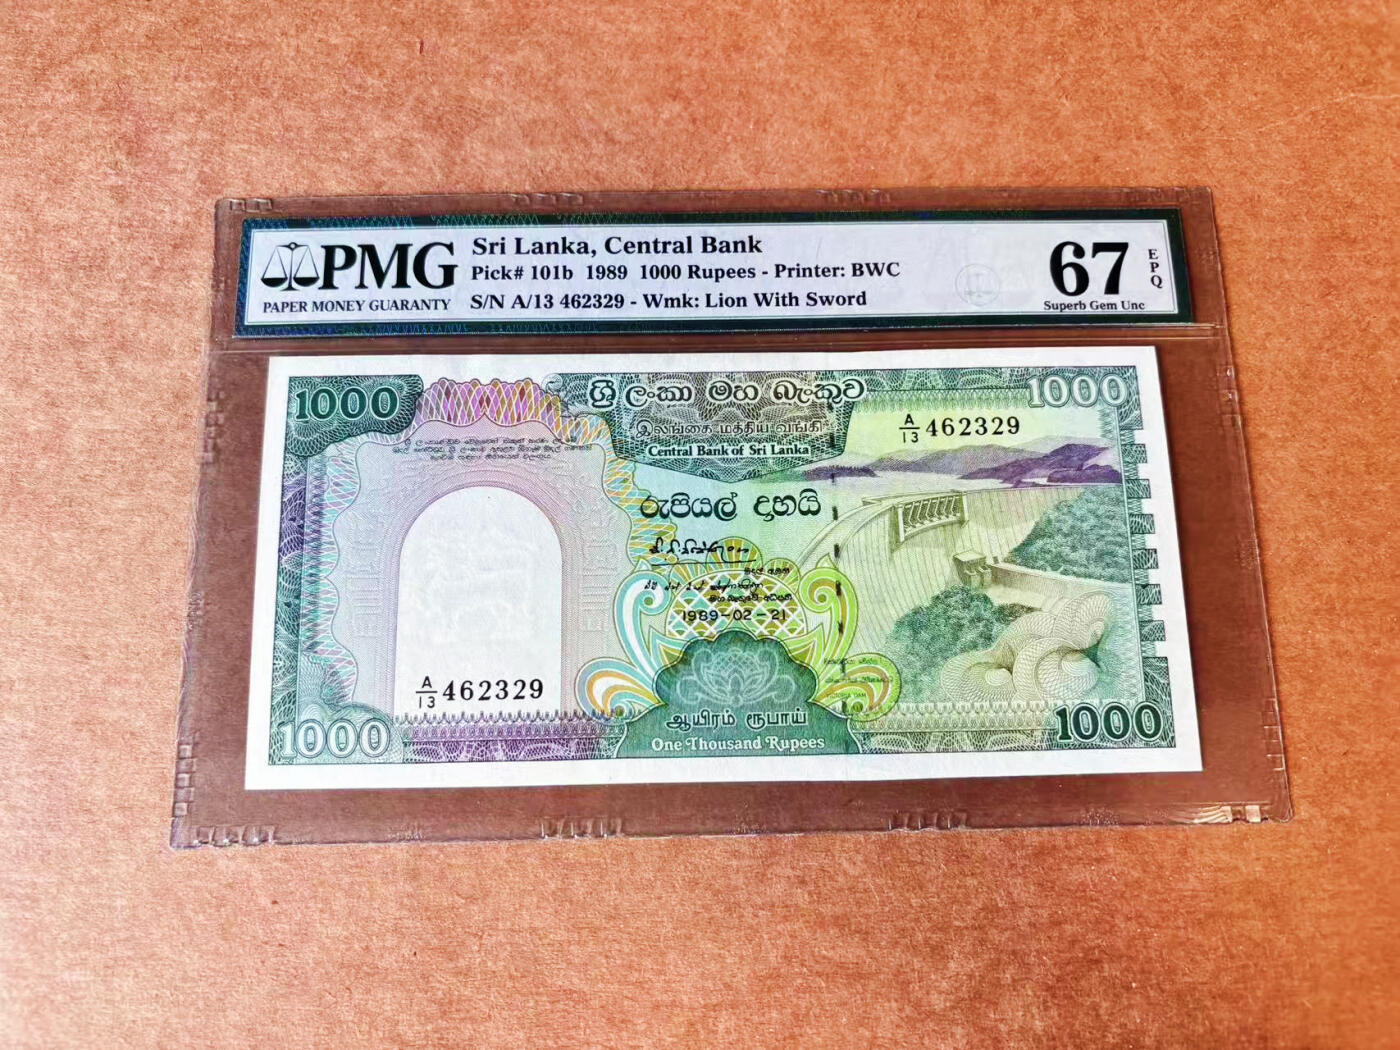 PMG
PAPER MONEY GUARANTY
Sri Lanka, Central Bank
Pick# 101b 1989 1000 Rupees - Printer: BWC
S/N A/13 462329 - Wmk: Lion With Sword
67
EPQ
Superb Gem Unc
1000
ශ්‍රී ලංකා මහ බැංකුව
1000
இலங்கை மத்திய வங்கி
A/13 462329
Central Bank of Sri Lanka
රුපියල් දාහයි
1989-02-21
A/13 462329
1000
ஆயிரம் ரூபாய்
One Thousand Rupees
1000